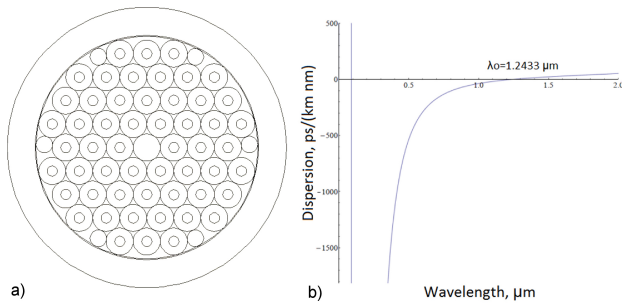 a)
b)
Dispersion, ps/(km nm)
500
0
-500
-1000
-1500
λo=1.2433 μm
0.5
1.0
1.5
2.0
Wavelength, μm